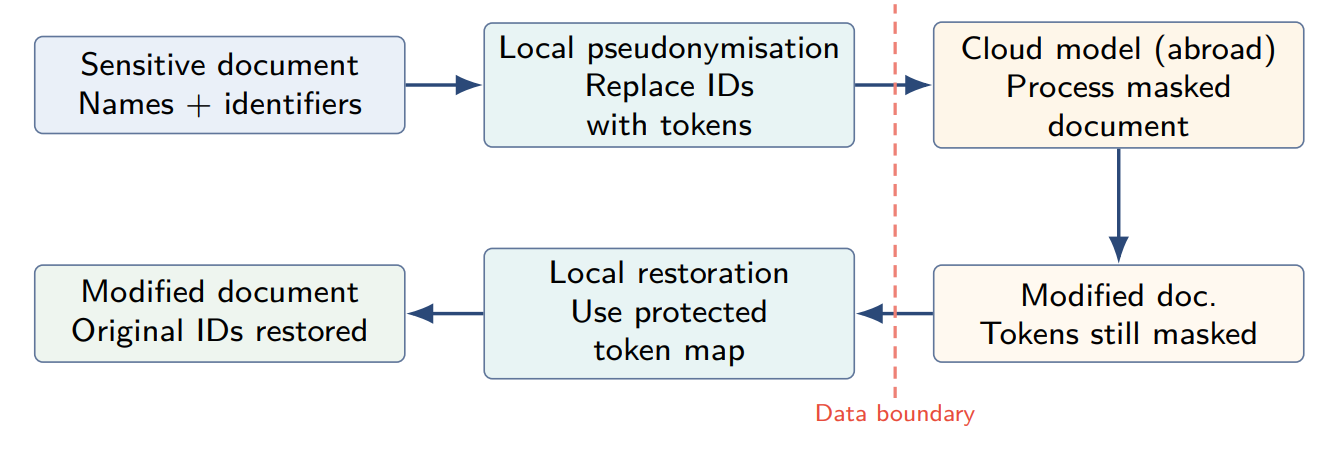 Sensitive document
Names + identifiers
Local pseudonymisation
Replace IDs
with tokens
Cloud model (abroad)
Process masked
document
Modified document
Original IDs restored
Local restoration
Use protected
token map
Modified doc.
Tokens still masked
Data boundary